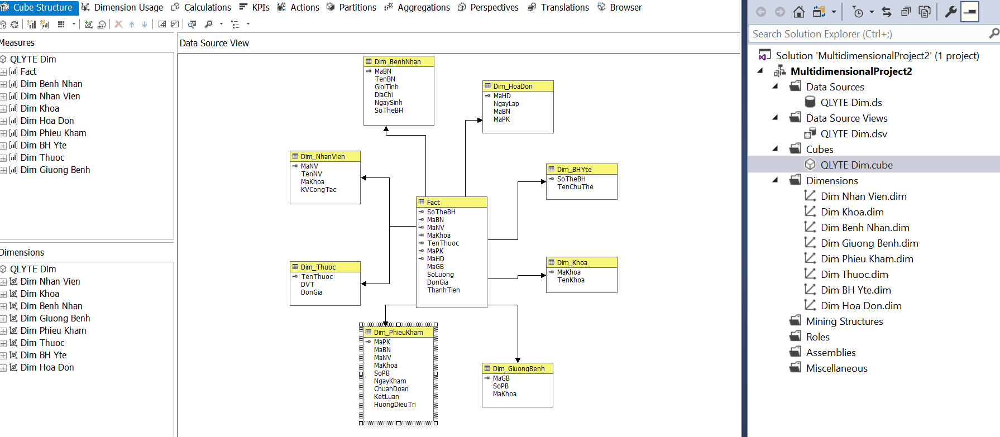 Cube Structure Dimension Usage Calculations KPIs Actions Partitions Aggregations Perspectives Translations Browser
Measures
QLYTE Dim
Fact
Dim Benh Nhan
Dim Nhan Vien
Dim Khoa
Dim Hoa Don
Dim Phieu Kham
Dim BH Yte
Dim Thuoc
Dim Giuong Benh
Dimensions
QLYTE Dim
Dim Nhan Vien
Dim Khoa
Dim Benh Nhan
Dim Giuong Benh
Dim Phieu Kham
Dim Thuoc
Dim BH Yte
Dim Hoa Don
Data Source View
Dim_BenhNhan
MaBN
TenBN
GioiTinh
DiaChi
NgaySinh
SoTheBH
Dim_HoaDon
MaHD
NgayLap
MaBN
MaPK
Dim_NhanVien
MaNV
TenNV
MaKhoa
KVCongTac
Dim_BHYte
SoTheBH
TenChuThe
Fact
SoTheBH
MaBN
MaNV
MaKhoa
TenThuoc
MaPK
MaHD
MaGB
SoLuong
DonGia
ThanhTien
Dim_Thuoc
TenThuoc
DVT
DonGia
Dim_Khoa
MaKhoa
TenKhoa
Dim_PhieuKham
MaPK
MaBN
MaNV
MaKhoa
SoPB
NgayKham
ChuanDoan
KetLuan
HuongDieuTri
Dim_GiuongBenh
MaGB
SoPB
MaKhoa
Search Solution Explorer (Ctrl+;)
Solution 'MultidimensionalProject2' (1 project)
MultidimensionalProject2
Data Sources
QLYTE Dim.ds
Data Source Views
QLYTE Dim.dsv
Cubes
QLYTE Dim.cube
Dimensions
Dim Nhan Vien.dim
Dim Khoa.dim
Dim Benh Nhan.dim
Dim Giuong Benh.dim
Dim Phieu Kham.dim
Dim Thuoc.dim
Dim BH Yte.dim
Dim Hoa Don.dim
Mining Structures
Roles
Assemblies
Miscellaneous